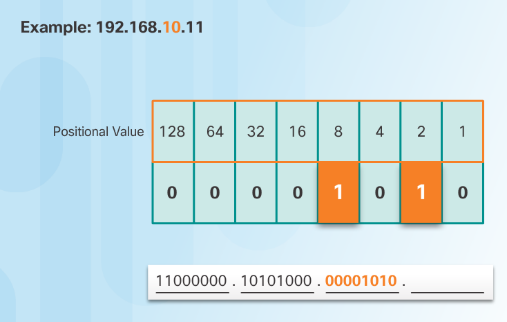 Example: 192.168.10.11
Positional Value 128 64 32 16 8 4 2 1
0 0 0 0 1 0 1 0
11000000 . 10101000 . 00001010 .